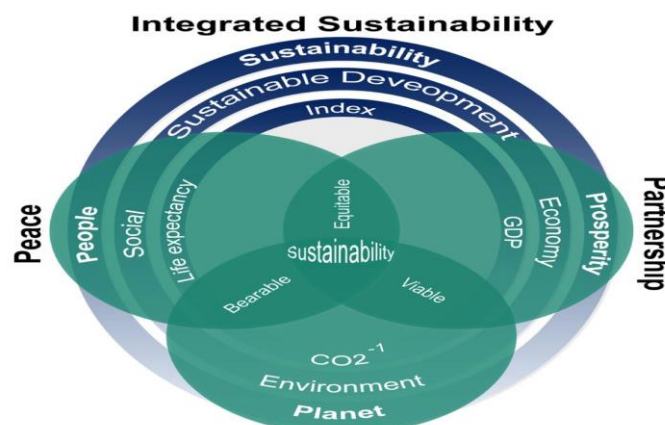 Integrated Sustainability
Sustainability
Sustainable Deveopment
Index
Peace
People
Social
Life expectancy
Equitable
GDP
Economy
Prosperity
Partnership
Sustainability
Bearable
Viable
CO2⁻¹
Environment
Planet